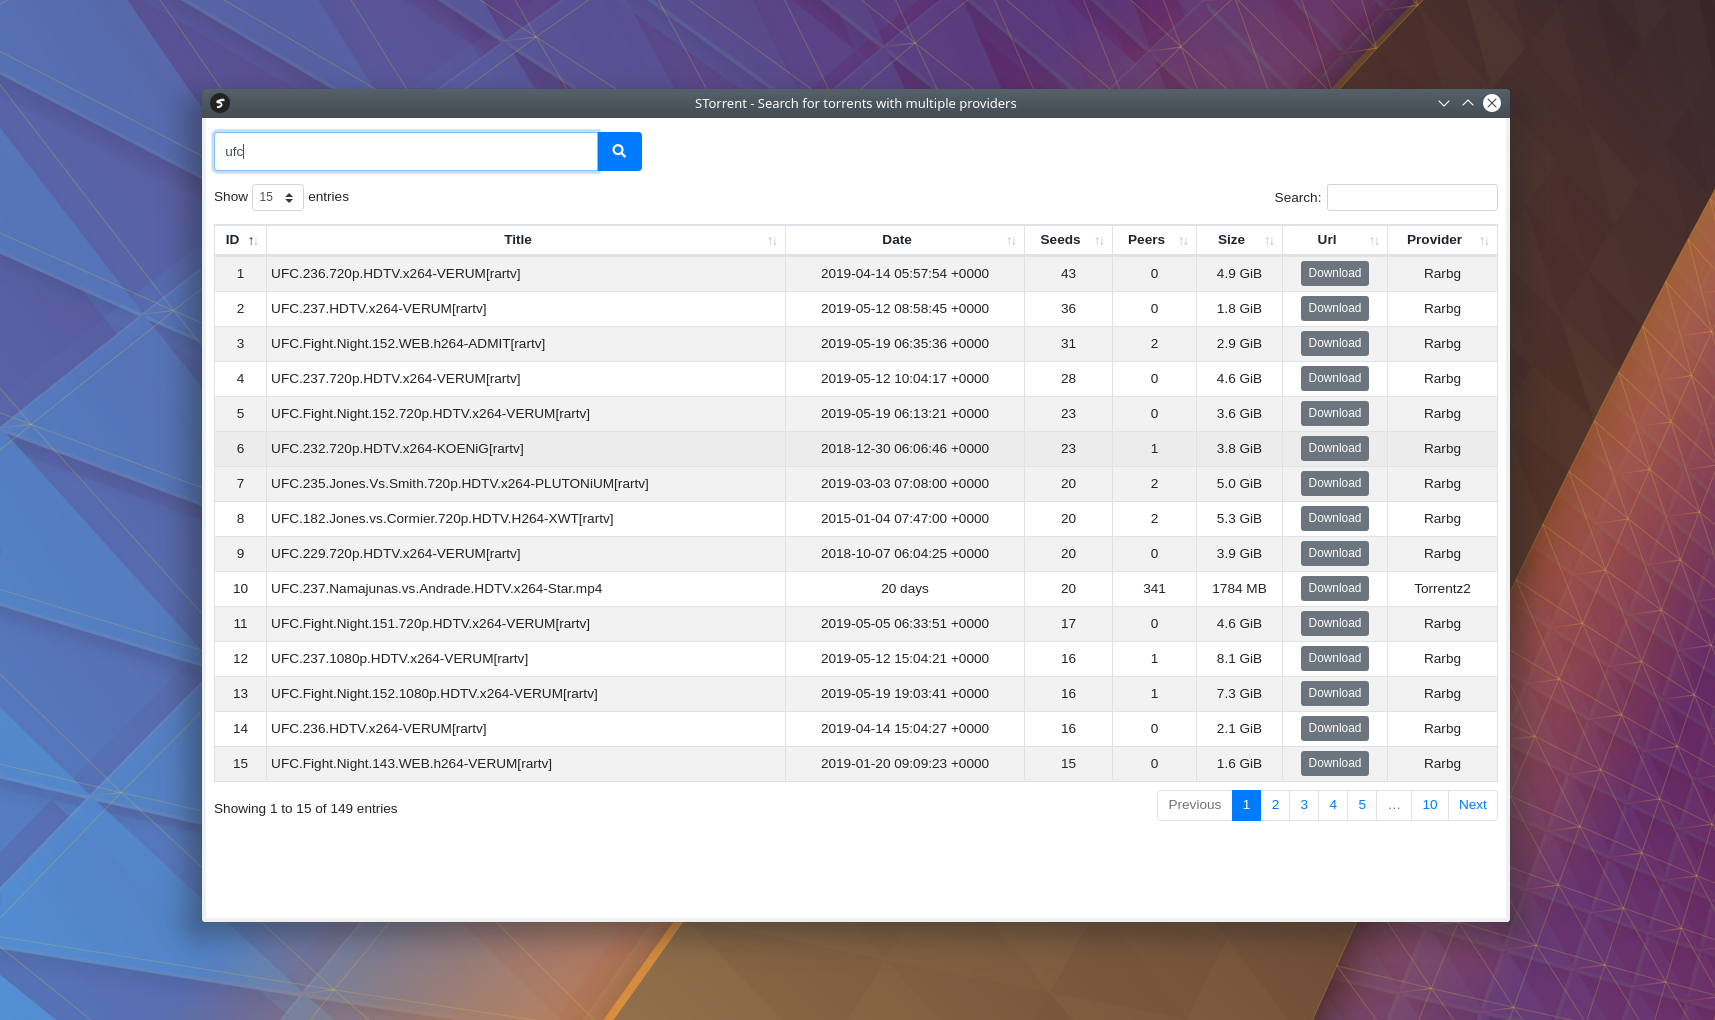 STorrent - Search for torrents with multiple providers
ufc
Show 15 entries
Search:
ID Title Date Seeds Peers Size Url Provider
1 UFC.236.720p.HDTV.x264-VERUM[rartv] 2019-04-14 05:57:54 +0000 43 0 4.9 GiB Download Rarbg
2 UFC.237.HDTV.x264-VERUM[rartv] 2019-05-12 08:58:45 +0000 36 0 1.8 GiB Download Rarbg
3 UFC.Fight.Night.152.WEB.h264-ADMIT[rartv] 2019-05-19 06:35:36 +0000 31 2 2.9 GiB Download Rarbg
4 UFC.237.720p.HDTV.x264-VERUM[rartv] 2019-05-12 10:04:17 +0000 28 0 4.6 GiB Download Rarbg
5 UFC.Fight.Night.152.720p.HDTV.x264-VERUM[rartv] 2019-05-19 06:13:21 +0000 23 0 3.6 GiB Download Rarbg
6 UFC.232.720p.HDTV.x264-KOENiG[rartv] 2018-12-30 06:06:46 +0000 23 1 3.8 GiB Download Rarbg
7 UFC.235.Jones.Vs.Smith.720p.HDTV.x264-PLUTONiUM[rartv] 2019-03-03 07:08:00 +0000 20 2 5.0 GiB Download Rarbg
8 UFC.182.Jones.vs.Cormier.720p.HDTV.H264-XWT[rartv] 2015-01-04 07:47:00 +0000 20 2 5.3 GiB Download Rarbg
9 UFC.229.720p.HDTV.x264-VERUM[rartv] 2018-10-07 06:04:25 +0000 20 0 3.9 GiB Download Rarbg
10 UFC.237.Namajunas.vs.Andrade.HDTV.x264-Star.mp4 20 days 20 341 1784 MB Download Torrentz2
11 UFC.Fight.Night.151.720p.HDTV.x264-VERUM[rartv] 2019-05-05 06:33:51 +0000 17 0 4.6 GiB Download Rarbg
12 UFC.237.1080p.HDTV.x264-VERUM[rartv] 2019-05-12 15:04:21 +0000 16 1 8.1 GiB Download Rarbg
13 UFC.Fight.Night.152.1080p.HDTV.x264-VERUM[rartv] 2019-05-19 19:03:41 +0000 16 1 7.3 GiB Download Rarbg
14 UFC.236.HDTV.x264-VERUM[rartv] 2019-04-14 15:04:27 +0000 16 0 2.1 GiB Download Rarbg
15 UFC.Fight.Night.143.WEB.h264-VERUM[rartv] 2019-01-20 09:09:23 +0000 15 0 1.6 GiB Download Rarbg
Showing 1 to 15 of 149 entries
Previous 1 2 3 4 5 … 10 Next